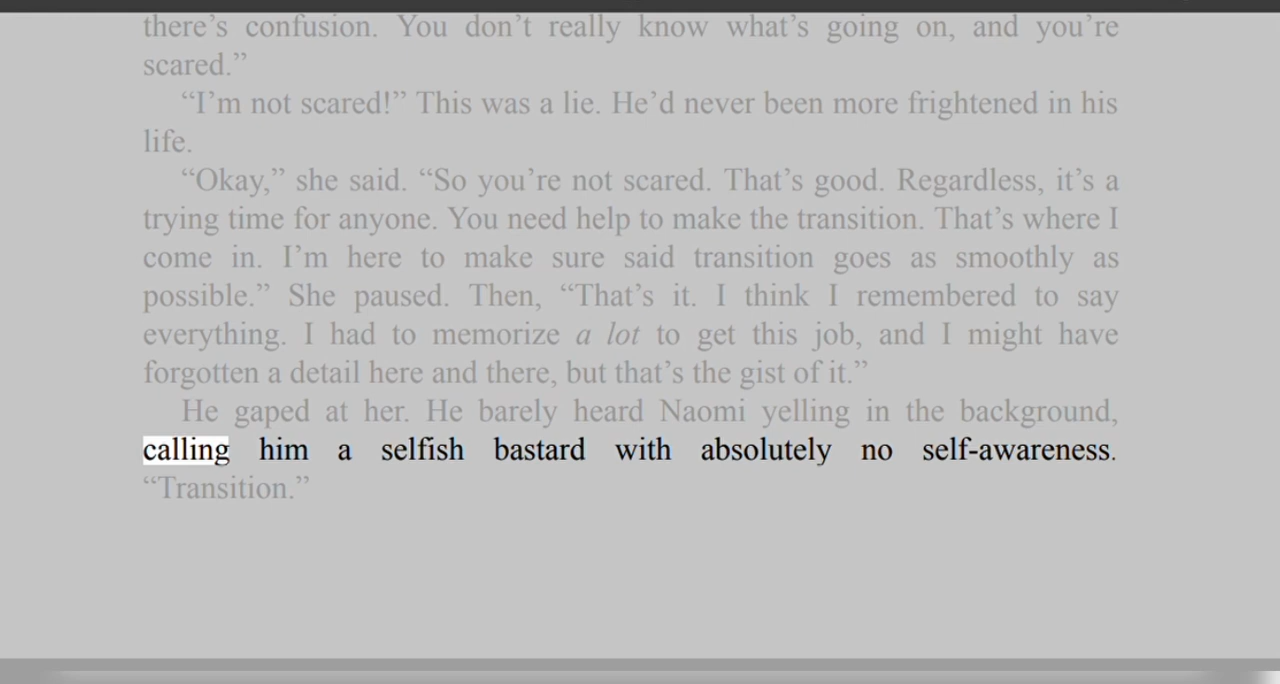 there’s confusion. You don’t really know what’s going on, and you’re
scared.”
“I’m not scared!” This was a lie. He’d never been more frightened in his
life.
“Okay,” she said. “So you’re not scared. That’s good. Regardless, it’s a
trying time for anyone. You need help to make the transition. That’s where I
come in. I’m here to make sure said transition goes as smoothly as
possible.” She paused. Then, “That’s it. I think I remembered to say
everything. I had to memorize a lot to get this job, and I might have
forgotten a detail here and there, but that’s the gist of it.”
He gaped at her. He barely heard Naomi yelling in the background,
calling him a selfish bastard with absolutely no self-awareness.
“Transition.”